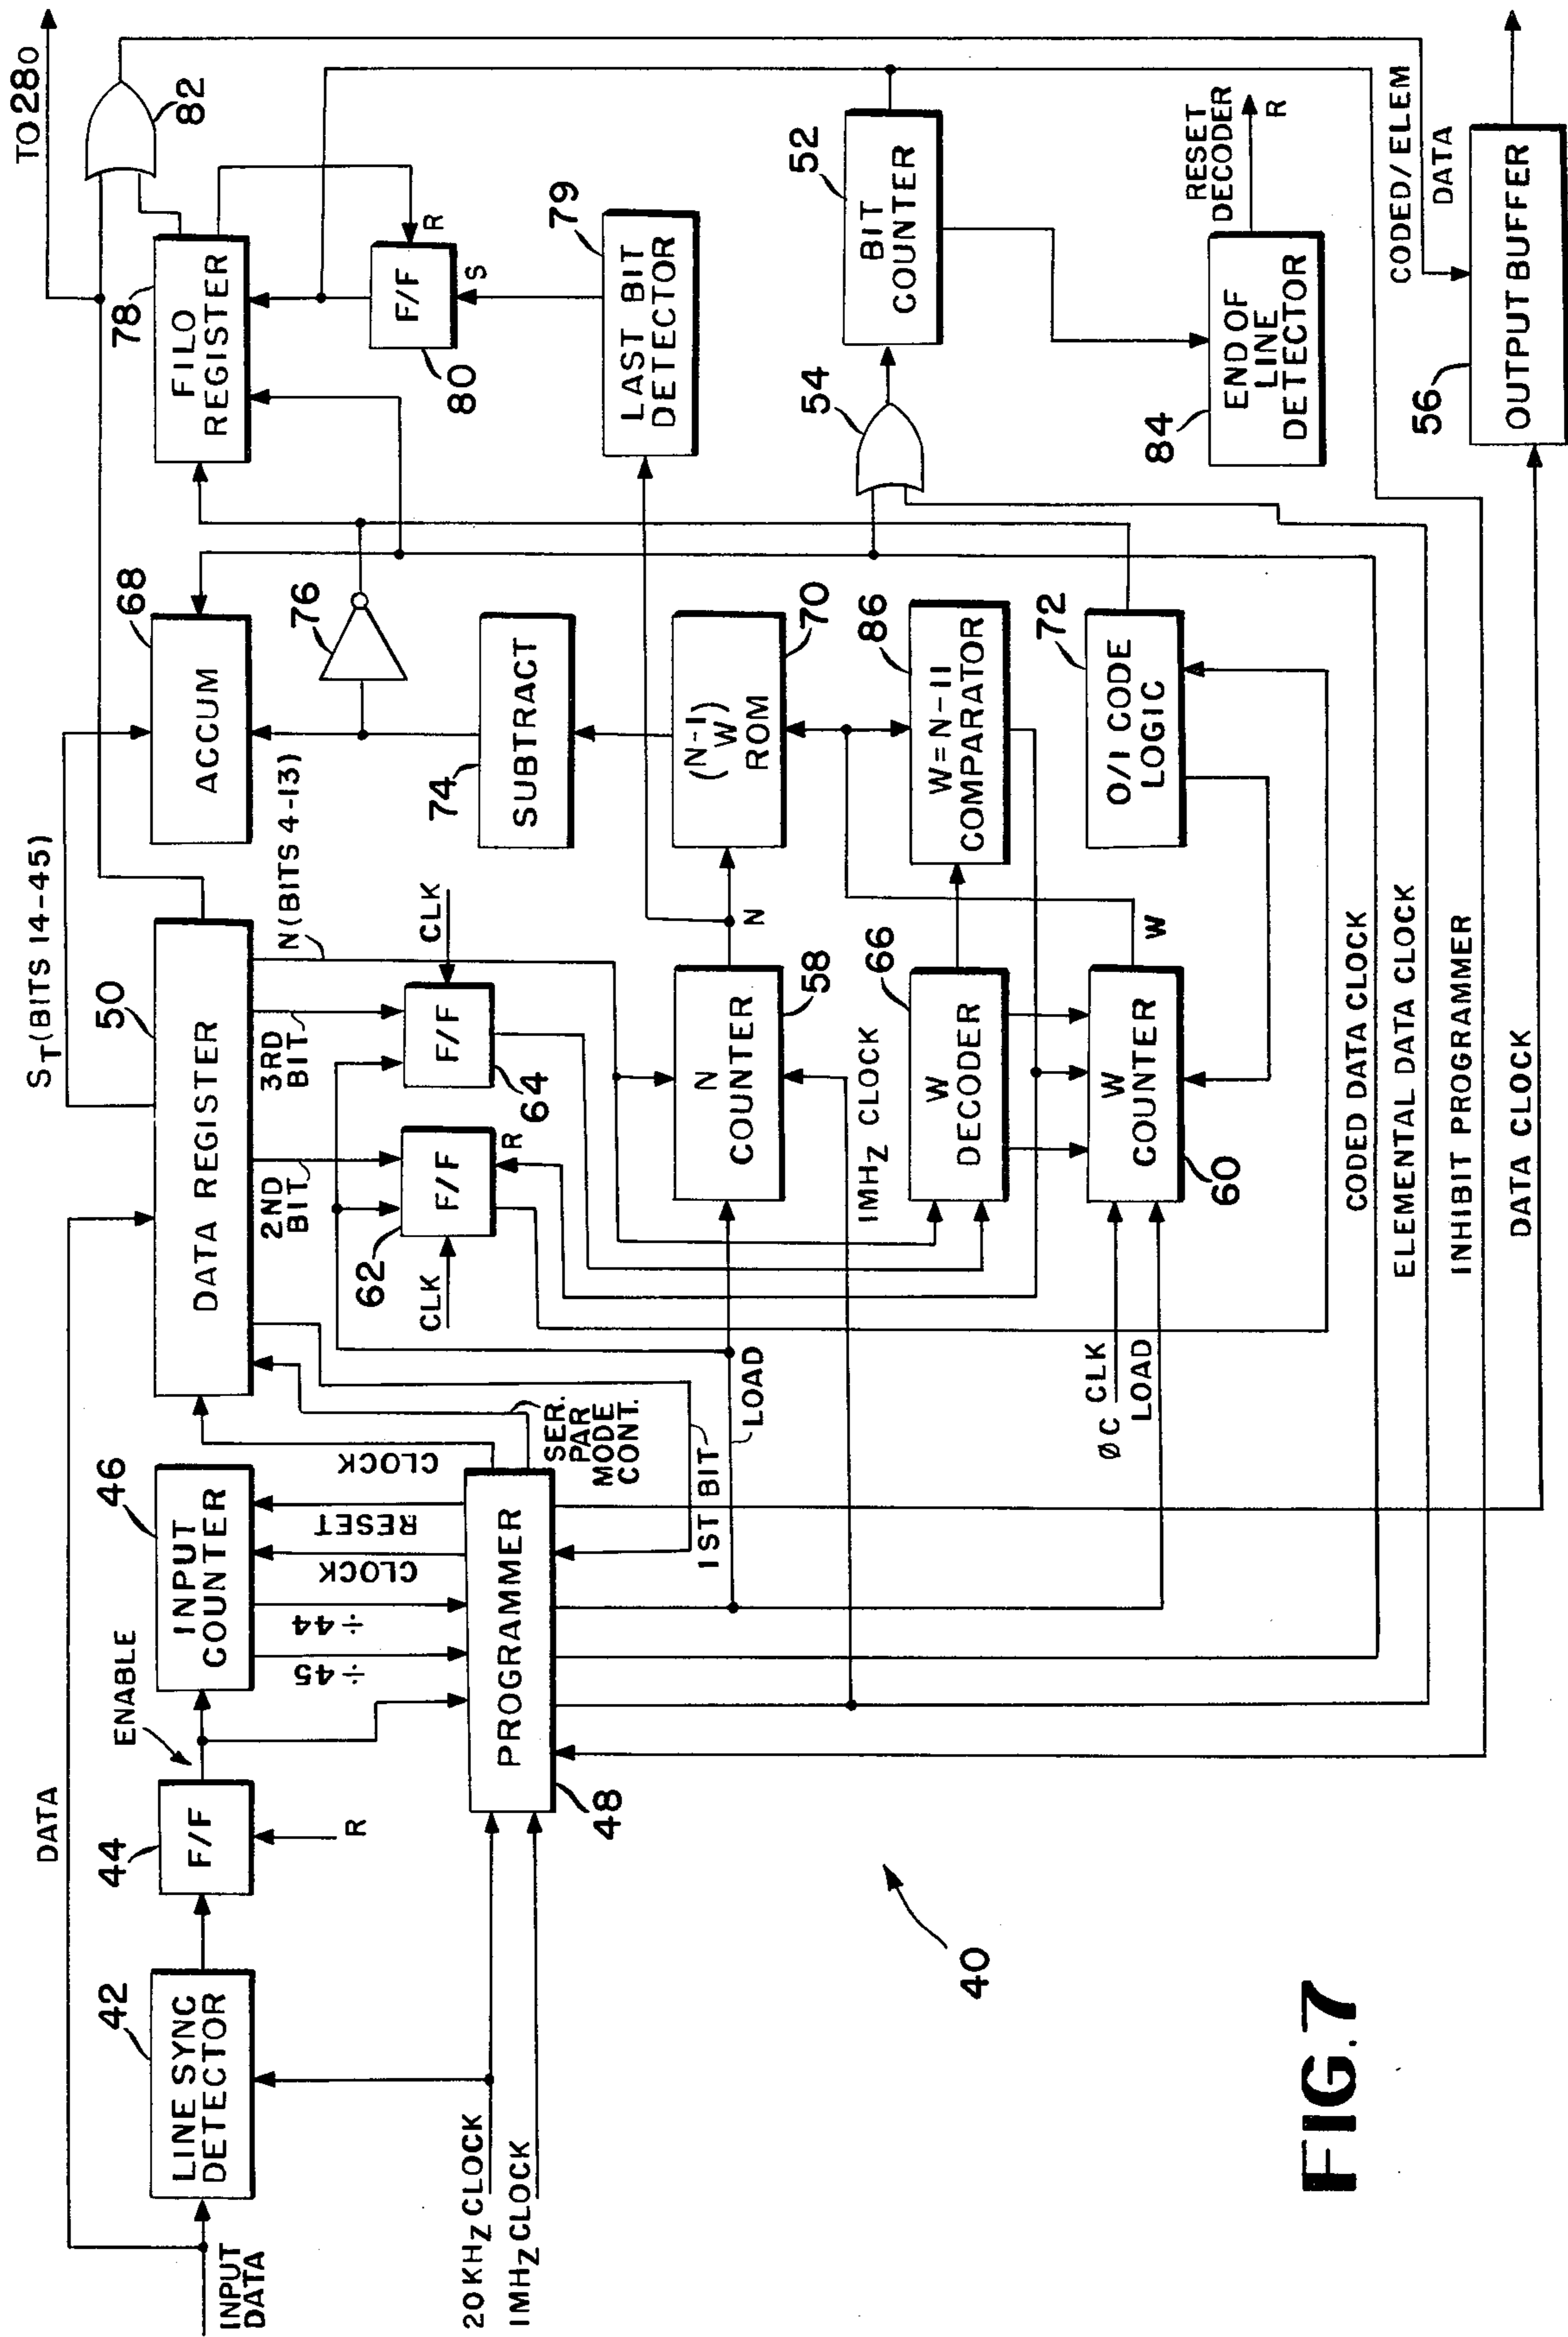 TO 28₀
82
FILO
REGISTER
78
R
F/F
80
S
79
LAST BIT
DETECTOR
52
BIT
COUNTER
54
RESET
DECODER
R
END OF
LINE
DETECTOR
84
CODED/ELEM
DATA
OUTPUT BUFFER
56
68
ACCUM
76
SUBTRACT
74
(N-1
W)
ROM
70
86
W=N-11
COMPARATOR
72
0/1 CODE
LOGIC
Sᴛ(BITS 14-45)
50
DATA REGISTER
N(BITS 4-13)
3RD
BIT
2ND
BIT
CLK
F/F
64
F/F
62
R
CLK
N
N
COUNTER
58
1MHZ CLOCK
66
W
DECODER
W
W
COUNTER
60
ØC CLK
LOAD
CODED DATA CLOCK
ELEMENTAL DATA CLOCK
INHIBIT PROGRAMMER
DATA CLOCK
46
INPUT
COUNTER
CLOCK
SER.
PAR
MODE
CONT.
RESET
CLOCK
÷44
÷45
1ST BIT
LOAD
PROGRAMMER
48
ENABLE
DATA
44
F/F
R
42
LINE SYNC
DETECTOR
INPUT
DATA
20 KHZ CLOCK
1MHZ CLOCK
40
FIG.7